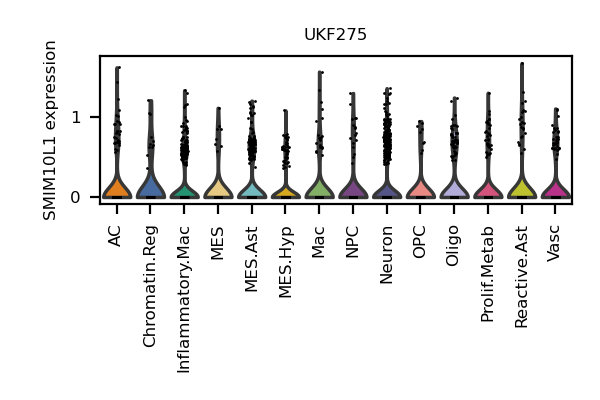 UKF275
SMIM10L1 expression
1
0
AC
Chromatin.Reg
Inflammatory.Mac
MES
MES.Ast
MES.Hyp
Mac
NPC
Neuron
OPC
Oligo
Prolif.Metab
Reactive.Ast
Vasc